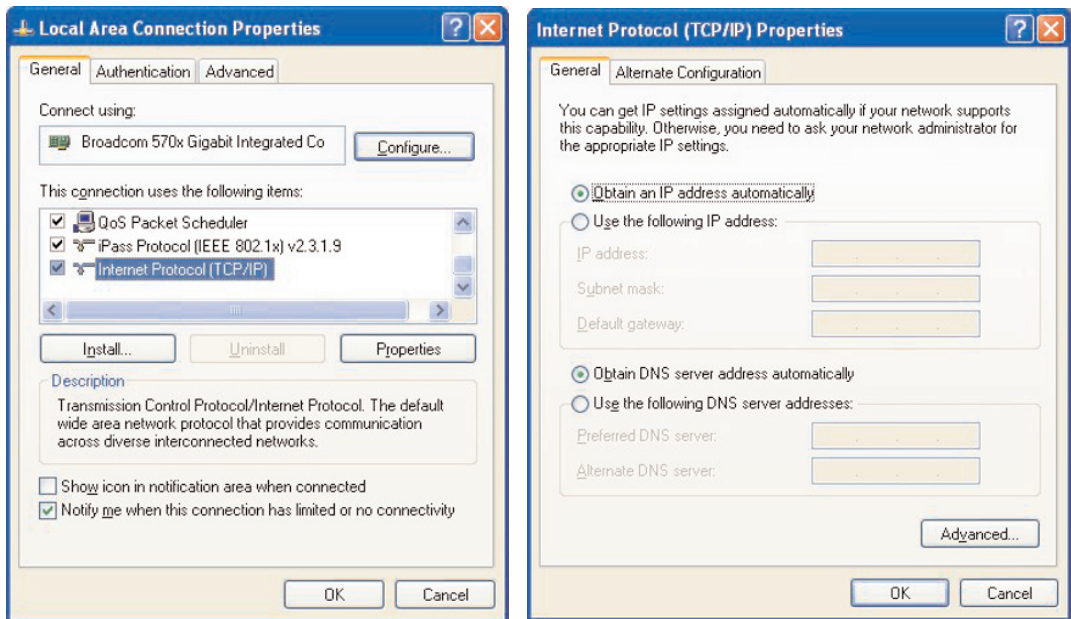 Local Area Connection Properties
General Authentication Advanced
Connect using:
Broadcom 570x Gigabit Integrated Co
Configure...
This connection uses the following items:
QoS Packet Scheduler
iPass Protocol (IEEE 802.1x) v2.3.1.9
Internet Protocol (TCP/IP)
Install... Uninstall Properties
Description
Transmission Control Protocol/Internet Protocol. The default
wide area network protocol that provides communication
across diverse interconnected networks.
Show icon in notification area when connected
Notify me when this connection has limited or no connectivity
OK Cancel
Internet Protocol (TCP/IP) Properties
General Alternate Configuration
You can get IP settings assigned automatically if your network supports
this capability. Otherwise, you need to ask your network administrator for
the appropriate IP settings.
Obtain an IP address automatically
Use the following IP address:
IP address:
Subnet mask:
Default gateway:
Obtain DNS server address automatically
Use the following DNS server addresses:
Preferred DNS server:
Alternate DNS server:
Advanced...
OK Cancel